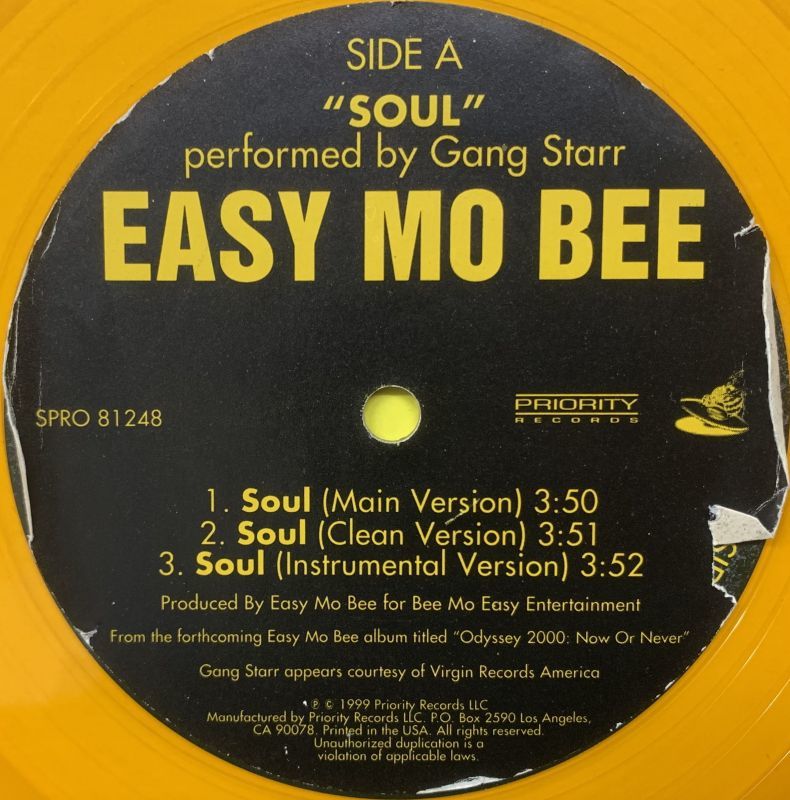 SIDE A
"SOUL"
performed by Gang Starr
EASY MO BEE
SPRO 81248
PRIORITY
RECORDS
1. Soul (Main Version) 3:50
2. Soul (Clean Version) 3:51
3. Soul (Instrumental Version) 3:52
Produced By Easy Mo Bee for Bee Mo Easy Entertainment
From the forthcoming Easy Mo Bee album titled "Odyssey 2000: Now Or Never"
Gang Starr appears courtesy of Virgin Records America
℗ © 1999 Priority Records LLC
Manufactured by Priority Records LLC. P.O. Box 2590 Los Angeles,
CA 90078. Printed in the USA. All rights reserved.
Unauthorized duplication is a
violation of applicable laws.